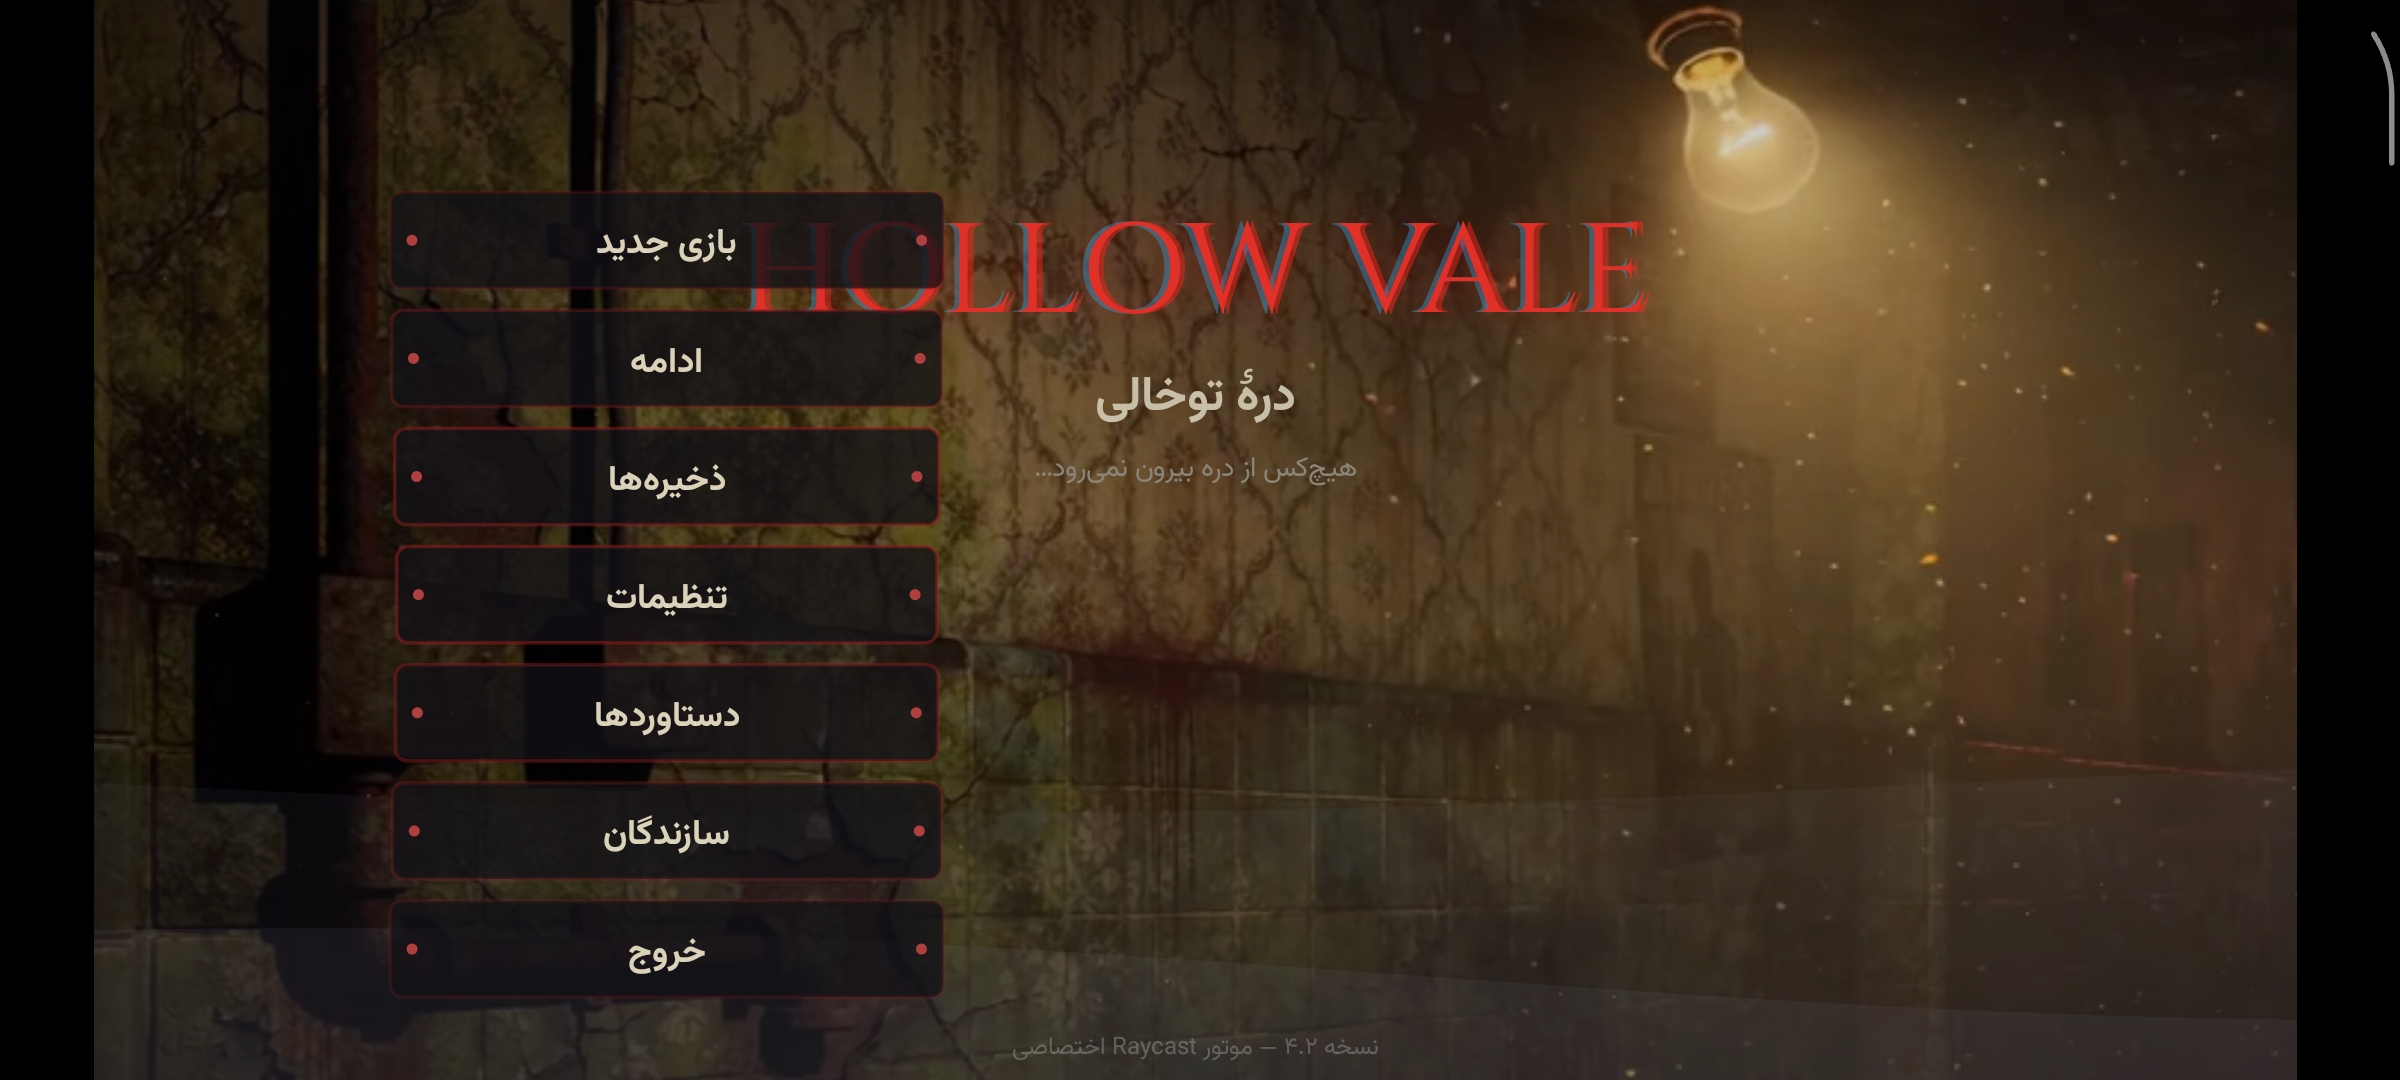 HOLLOW VALE
درهٔ توخالی
هیچ‌کس از دره بیرون نمی‌رود...
بازی جدید
ادامه
ذخیره‌ها
تنظیمات
دستاوردها
سازندگان
خروج
نسخه ۴.۲ — موتور Raycast اختصاصی